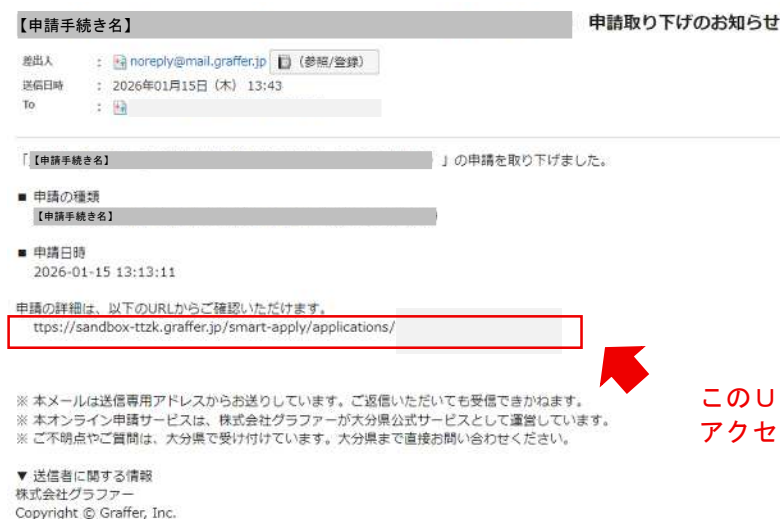 【申請手続き名】 申請取り下げのお知らせ
差出人 : noreply@mail.graffer.jp (参照/登録)
送信日時 : 2026年01月15日（木） 13:43
To :
「【申請手続き名】 」の申請を取り下げました。
■ 申請の種類
【申請手続き名】
■ 申請日時
2026-01-15 13:13:11
申請の詳細は、以下のURLからご確認いただけます。
ttps://sandbox-ttzk.graffer.jp/smart-apply/applications/
※ 本メールは送信専用アドレスからお送りしています。ご返信いただいても受信できかねます。
※ 本オンライン申請サービスは、株式会社グラファーが大分県公式サービスとして運営しています。
※ ご不明点やご質問は、大分県で受け付けています。大分県まで直接お問い合わせください。
このU
アクセ
▼ 送信者に関する情報
株式会社グラファー
Copyright © Graffer, Inc.